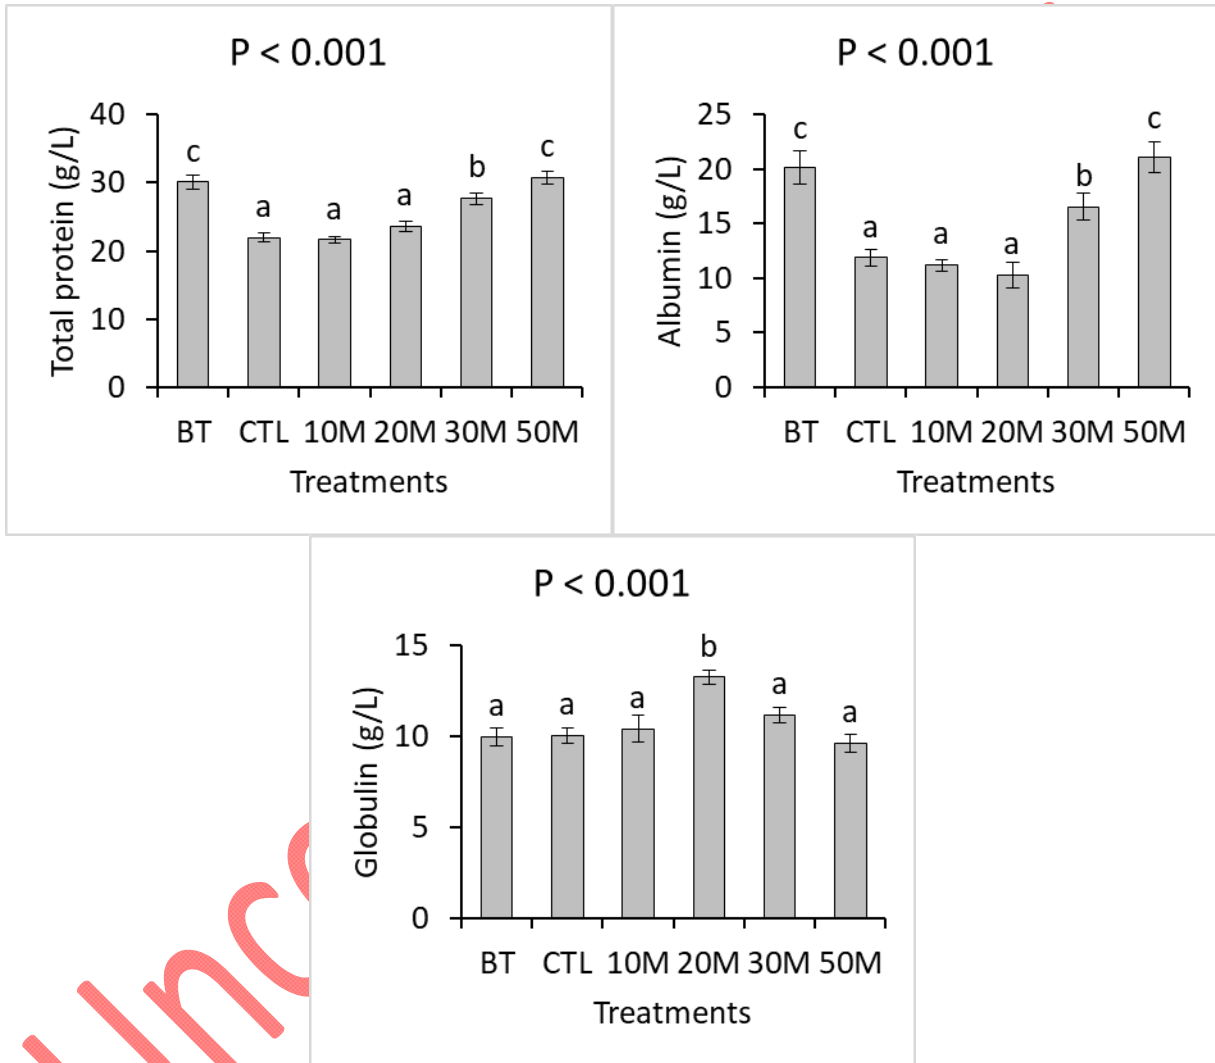 P < 0.001
Total protein (g/L)
40
30
20
10
0
c
a
a
a
b
c
BT CTL 10M 20M 30M 50M
Treatments
P < 0.001
Albumin (g/L)
25
20
15
10
5
0
c
a
a
a
b
c
BT CTL 10M 20M 30M 50M
Treatments
P < 0.001
Globulin (g/L)
15
10
5
0
a
a
a
b
a
a
BT CTL 10M 20M 30M 50M
Treatments
Unc